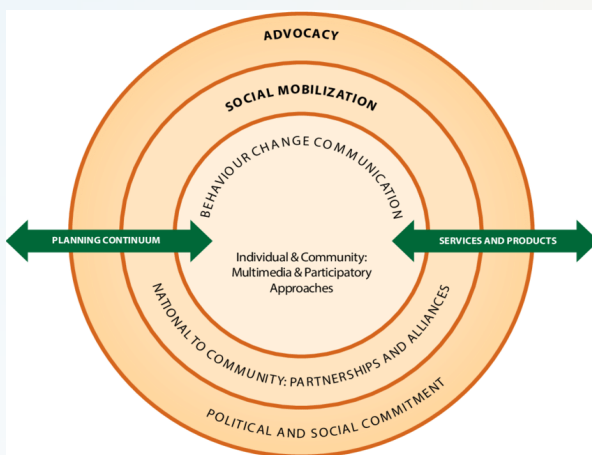 ADVOCACY
SOCIAL MOBILIZATION
BEHAVIOUR CHANGE COMMUNICATION
PLANNING CONTINUUM
SERVICES AND PRODUCTS
Individual & Community:
Multimedia & Participatory
Approaches
NATIONAL TO COMMUNITY: PARTNERSHIPS AND ALLIANCES
POLITICAL AND SOCIAL COMMITMENT